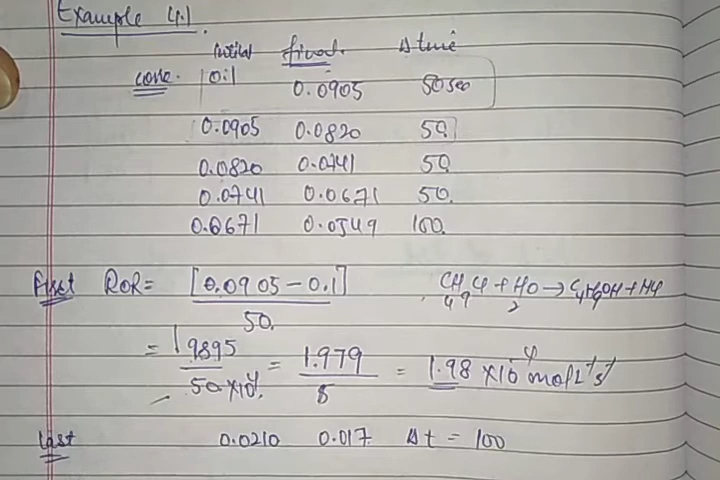 Example 4.1
initial final. Δ time
conc. 0.1 0.0905 50 sec
0.0905 0.0820 50.
0.0820 0.0741 50
0.0741 0.0671 50.
0.0671 0.0549 100.
first ROR = [0.0905 - 0.1] C4H9Cl + H2O → C4H9OH + HCl
50.
= 9895 = 1.979 = 1.98 × 10⁻⁴ mol L⁻¹ s⁻¹
50 × 10⁴ 5
Last 0.0210 0.017 Δt = 100